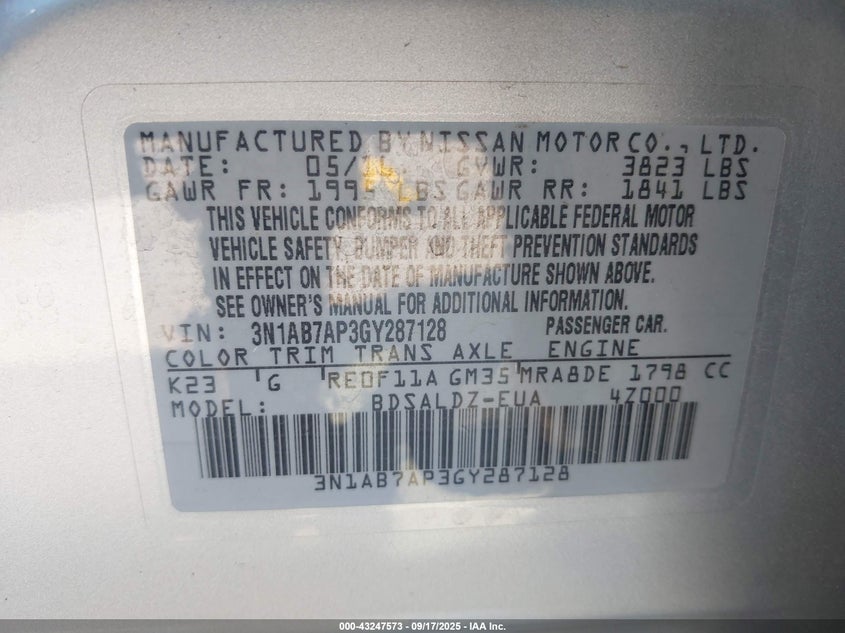 MANUFACTURED BY NISSAN MOTOR CO., LTD.
DATE: 05/ GVWR: 3823 LBS
GAWR FR: LBS GAWR RR: 1841 LBS
THIS VEHICLE CONFORMS TO ALL APPLICABLE FEDERAL MOTOR
VEHICLE SAFETY, BUMPER AND THEFT PREVENTION STANDARDS
IN EFFECT ON THE DATE OF MANUFACTURE SHOWN ABOVE.
SEE OWNER'S MANUAL FOR ADDITIONAL INFORMATION.
VIN: 3N1AB7AP3GY287128 PASSENGER CAR.
COLOR TRIM TRANS AXLE ENGINE
K23 G RE0F11A GM35 MRA8DE 1798 CC
MODEL: BDSALDZ-EUA 4Z000
3N1AB7AP3GY287128
000-43247573 - 09/17/2025 - IAA Inc.